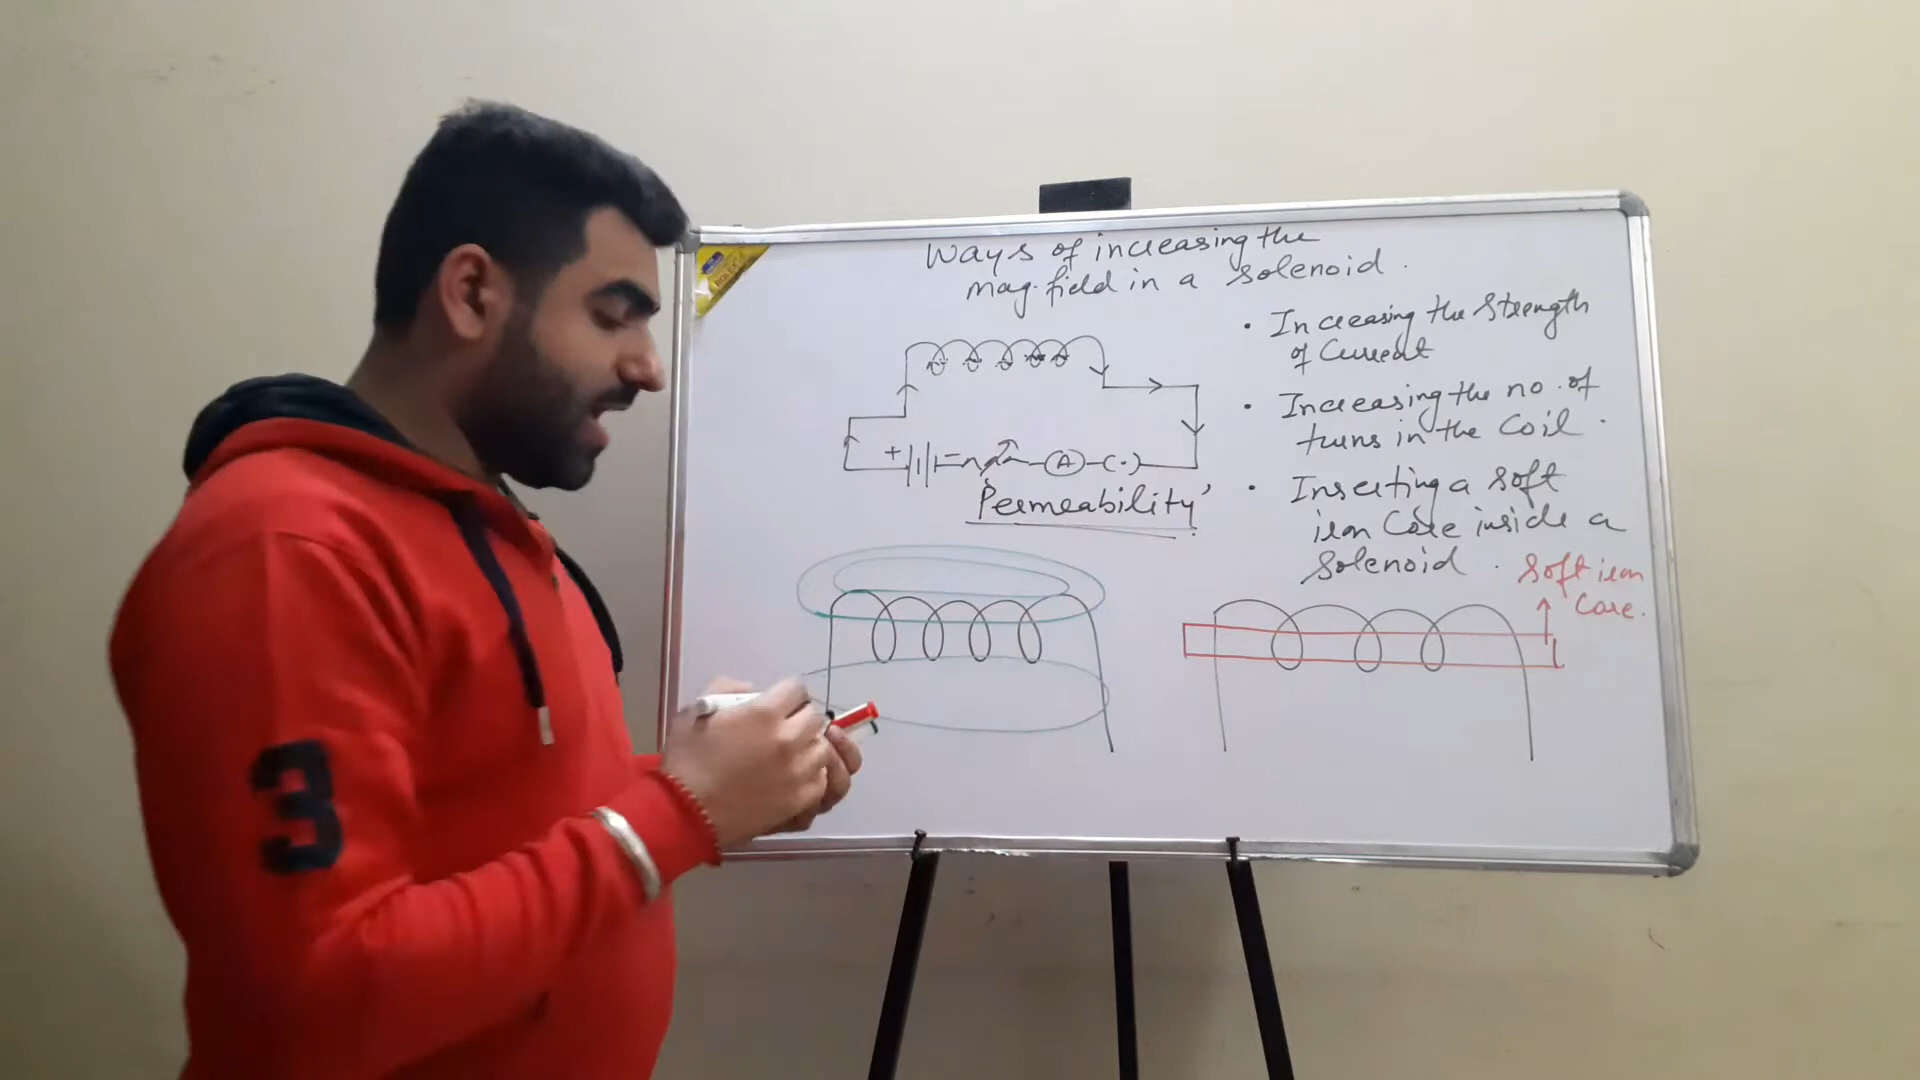 Ways of increasing the
mag. field in a solenoid.
• Increasing the strength
of current
• Increasing the no. of
turns in the coil.
• Inserting a soft
iron core inside a
solenoid.
+ A (·)
'Permeability'
soft iron
core.
3